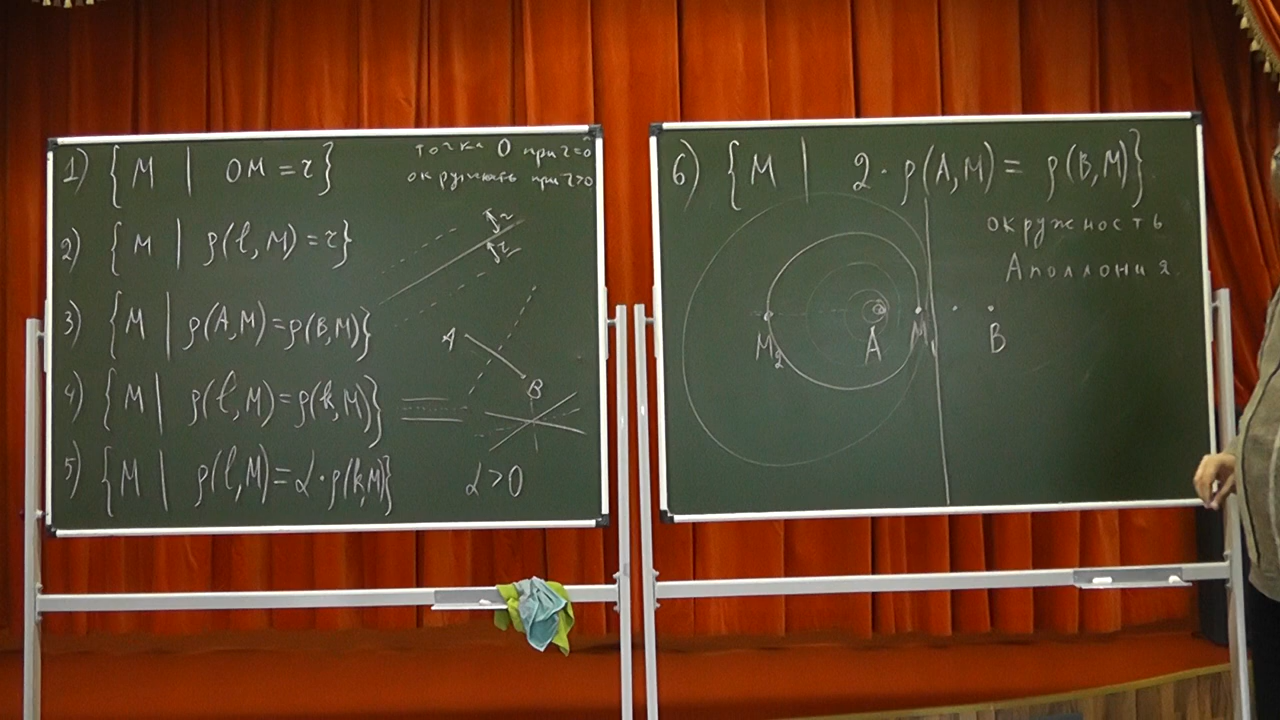 1) { M | OM = r }
точка O при r=0
окружность при r>0
2) { M | ρ(ℓ, M) = r }
r
r
3) { M | ρ(A, M) = ρ(B, M) }
A
B
4) { M | ρ(ℓ, M) = ρ(k, M) }
5) { M | ρ(ℓ, M) = α · ρ(k, M) }
α > 0
6) { M | 2 · ρ(A, M) = ρ(B, M) }
окружность
Аполлония.
M₂
A
M₁
B